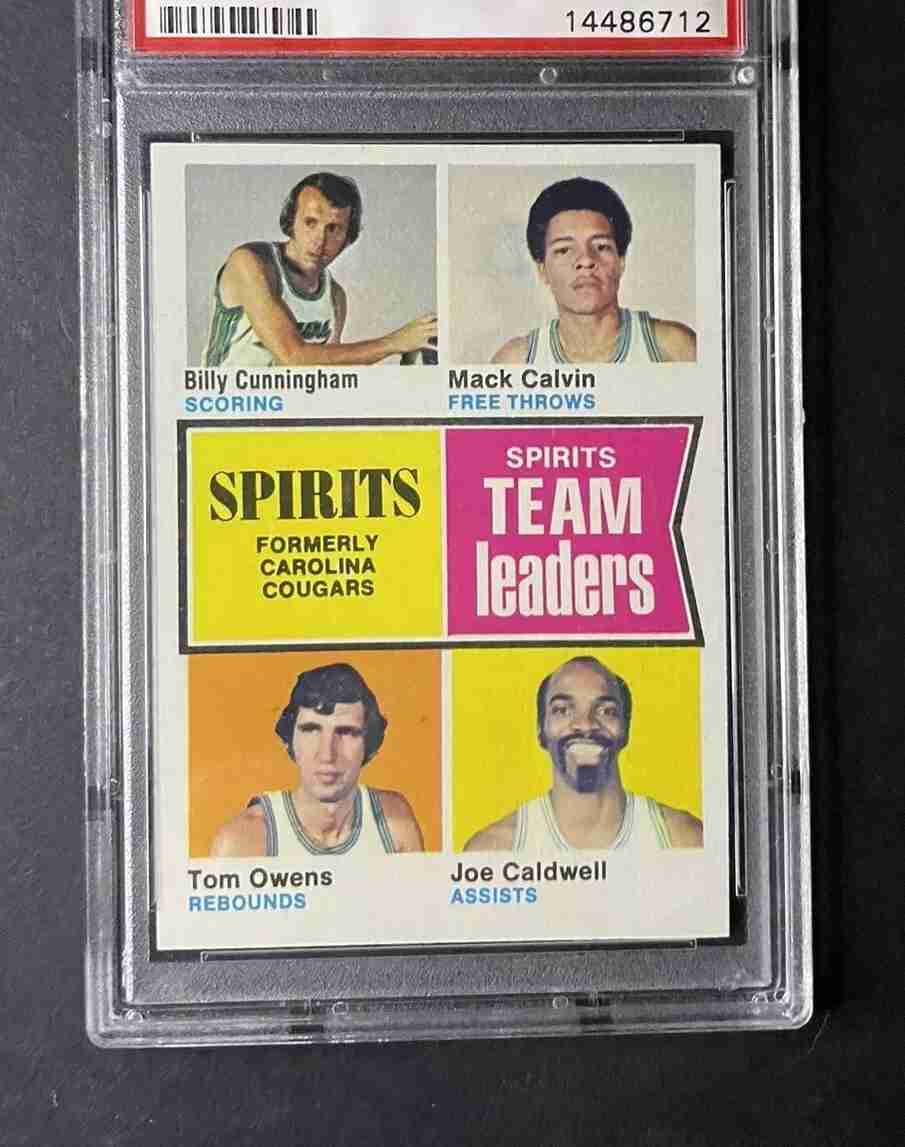 14486712
Billy Cunningham
SCORING
Mack Calvin
FREE THROWS
SPIRITS
FORMERLY
CAROLINA
COUGARS
SPIRITS
TEAM
leaders
Tom Owens
REBOUNDS
Joe Caldwell
ASSISTS